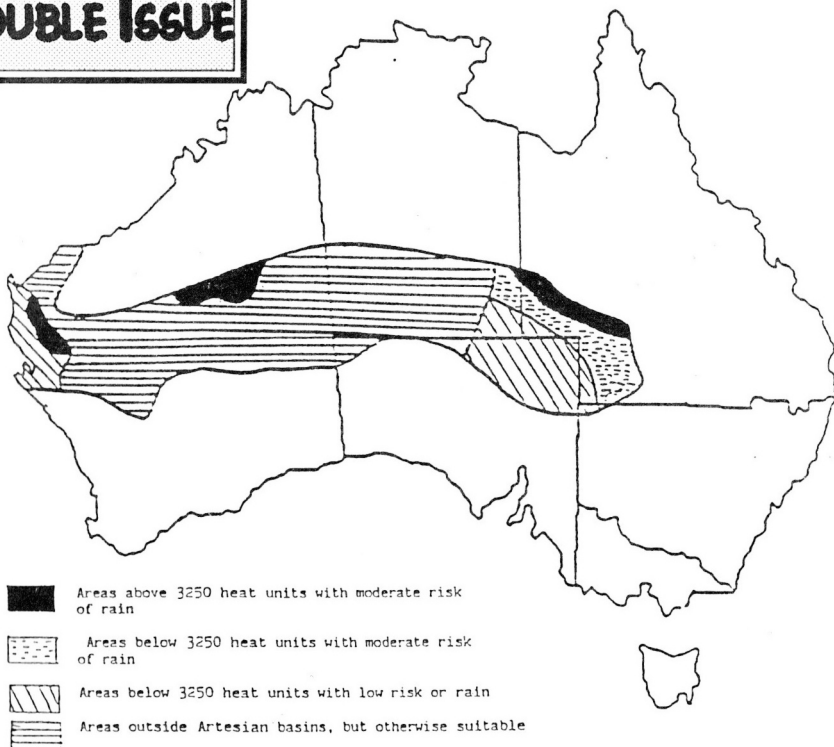 OUBLE ISSUE
Areas above 3250 heat units with moderate risk
of rain
Areas below 3250 heat units with moderate risk
of rain
Areas below 3250 heat units with low risk or rain
Areas outside Artesian basins, but otherwise suitable